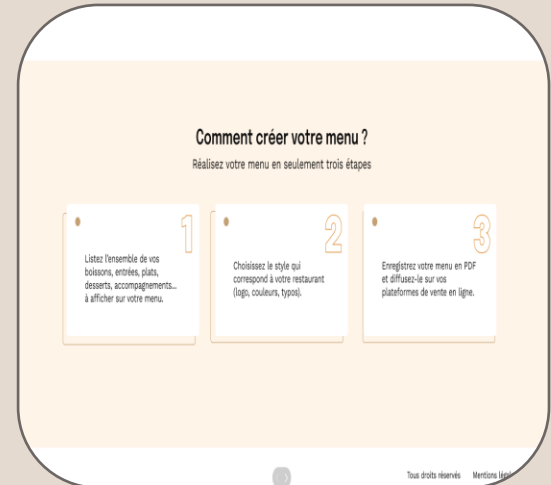 Comment créer votre menu ?
Réalisez votre menu en seulement trois étapes
1
Listez l'ensemble de vos
boissons, entrées, plats,
desserts, accompagnements...
à afficher sur votre menu.
2
Choisissez le style qui
correspond à votre restaurant
(logo, couleurs, typos).
3
Enregistrez votre menu en PDF
et diffusez-le sur vos
plateformes de vente en ligne.
Tous droits réservés Mentions